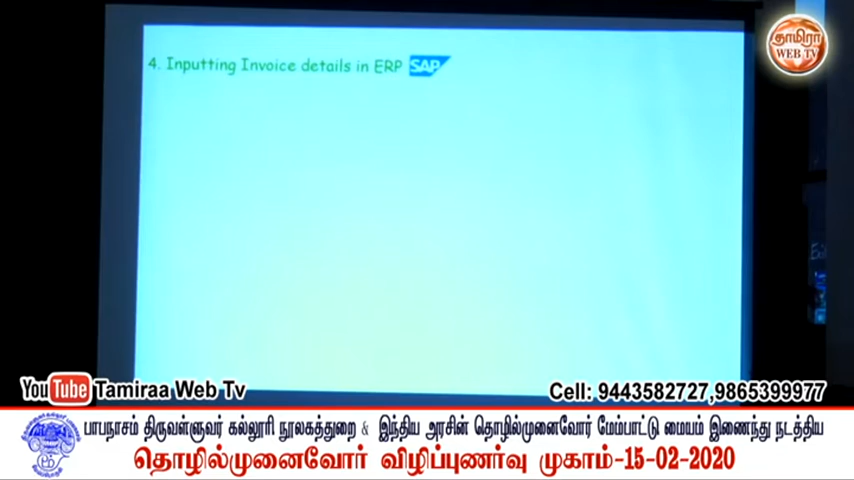 தாமிரா
WEB TV
4. Inputting Invoice details in ERP SAP
YouTube Tamiraa Web Tv
Cell: 9443582727,9865399977
பாபநாசம் திருவள்ளுவர் கல்லூரி நூலகத்துறை & இந்திய அரசின் தொழில்முனைவோர் மேம்பாட்டு மையம் இணைந்து நடத்திய
தொழில்முனைவோர் விழிப்புணர்வு முகாம்-15-02-2020